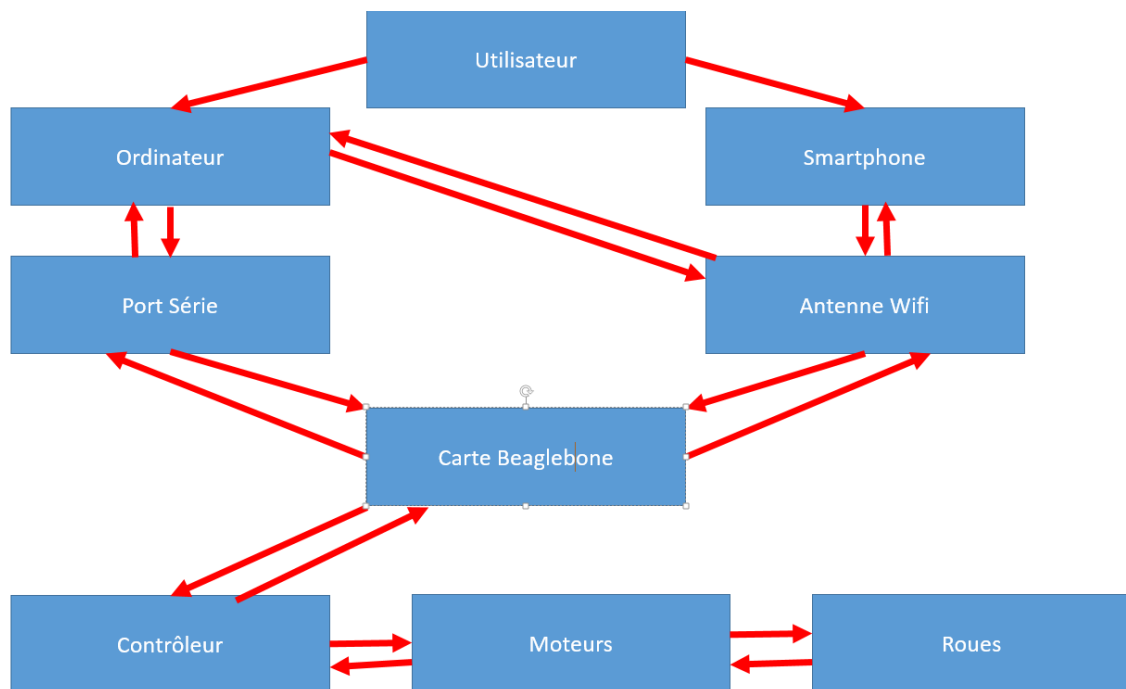 Utilisateur
Ordinateur
Smartphone
Port Série
Antenne Wifi
Carte Beaglebone
Contrôleur
Moteurs
Roues